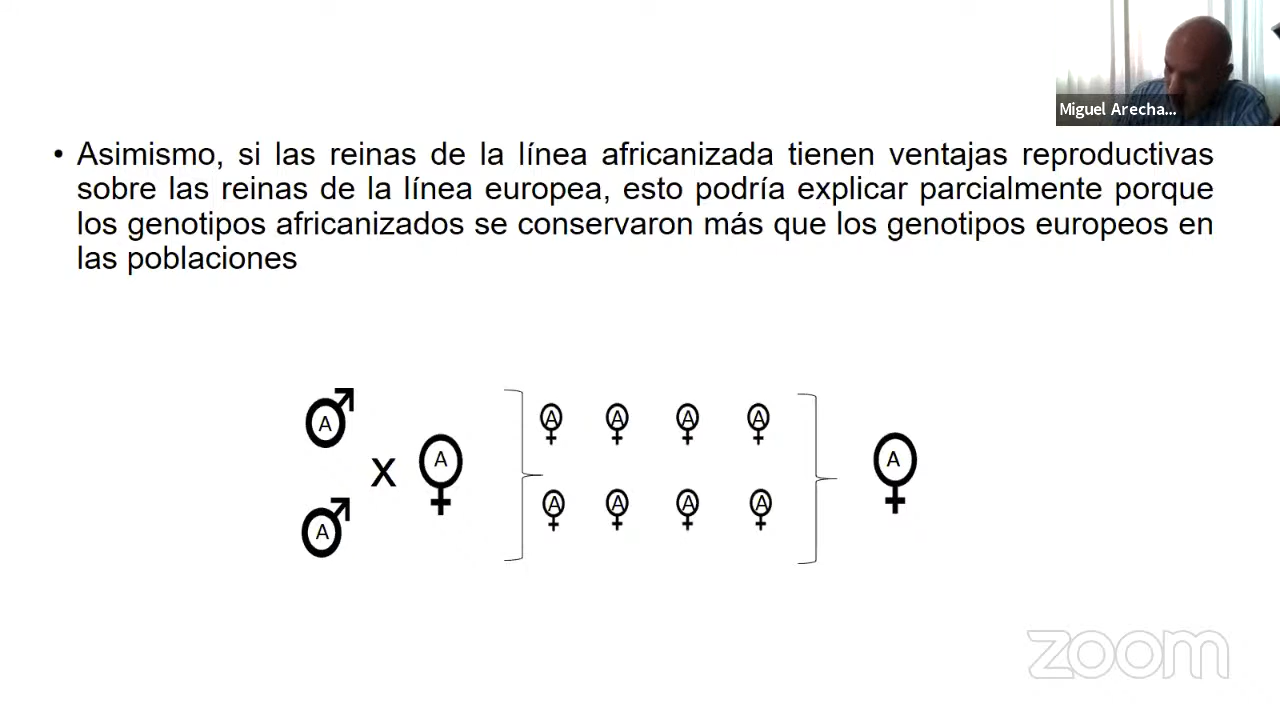 Miguel Arecha...
• Asimismo, si las reinas de la línea africanizada tienen ventajas reproductivas
sobre las reinas de la línea europea, esto podría explicar parcialmente porque
los genotipos africanizados se conservaron más que los genotipos europeos en
las poblaciones
A
A A A A
X A A
A A A A
A
zoom